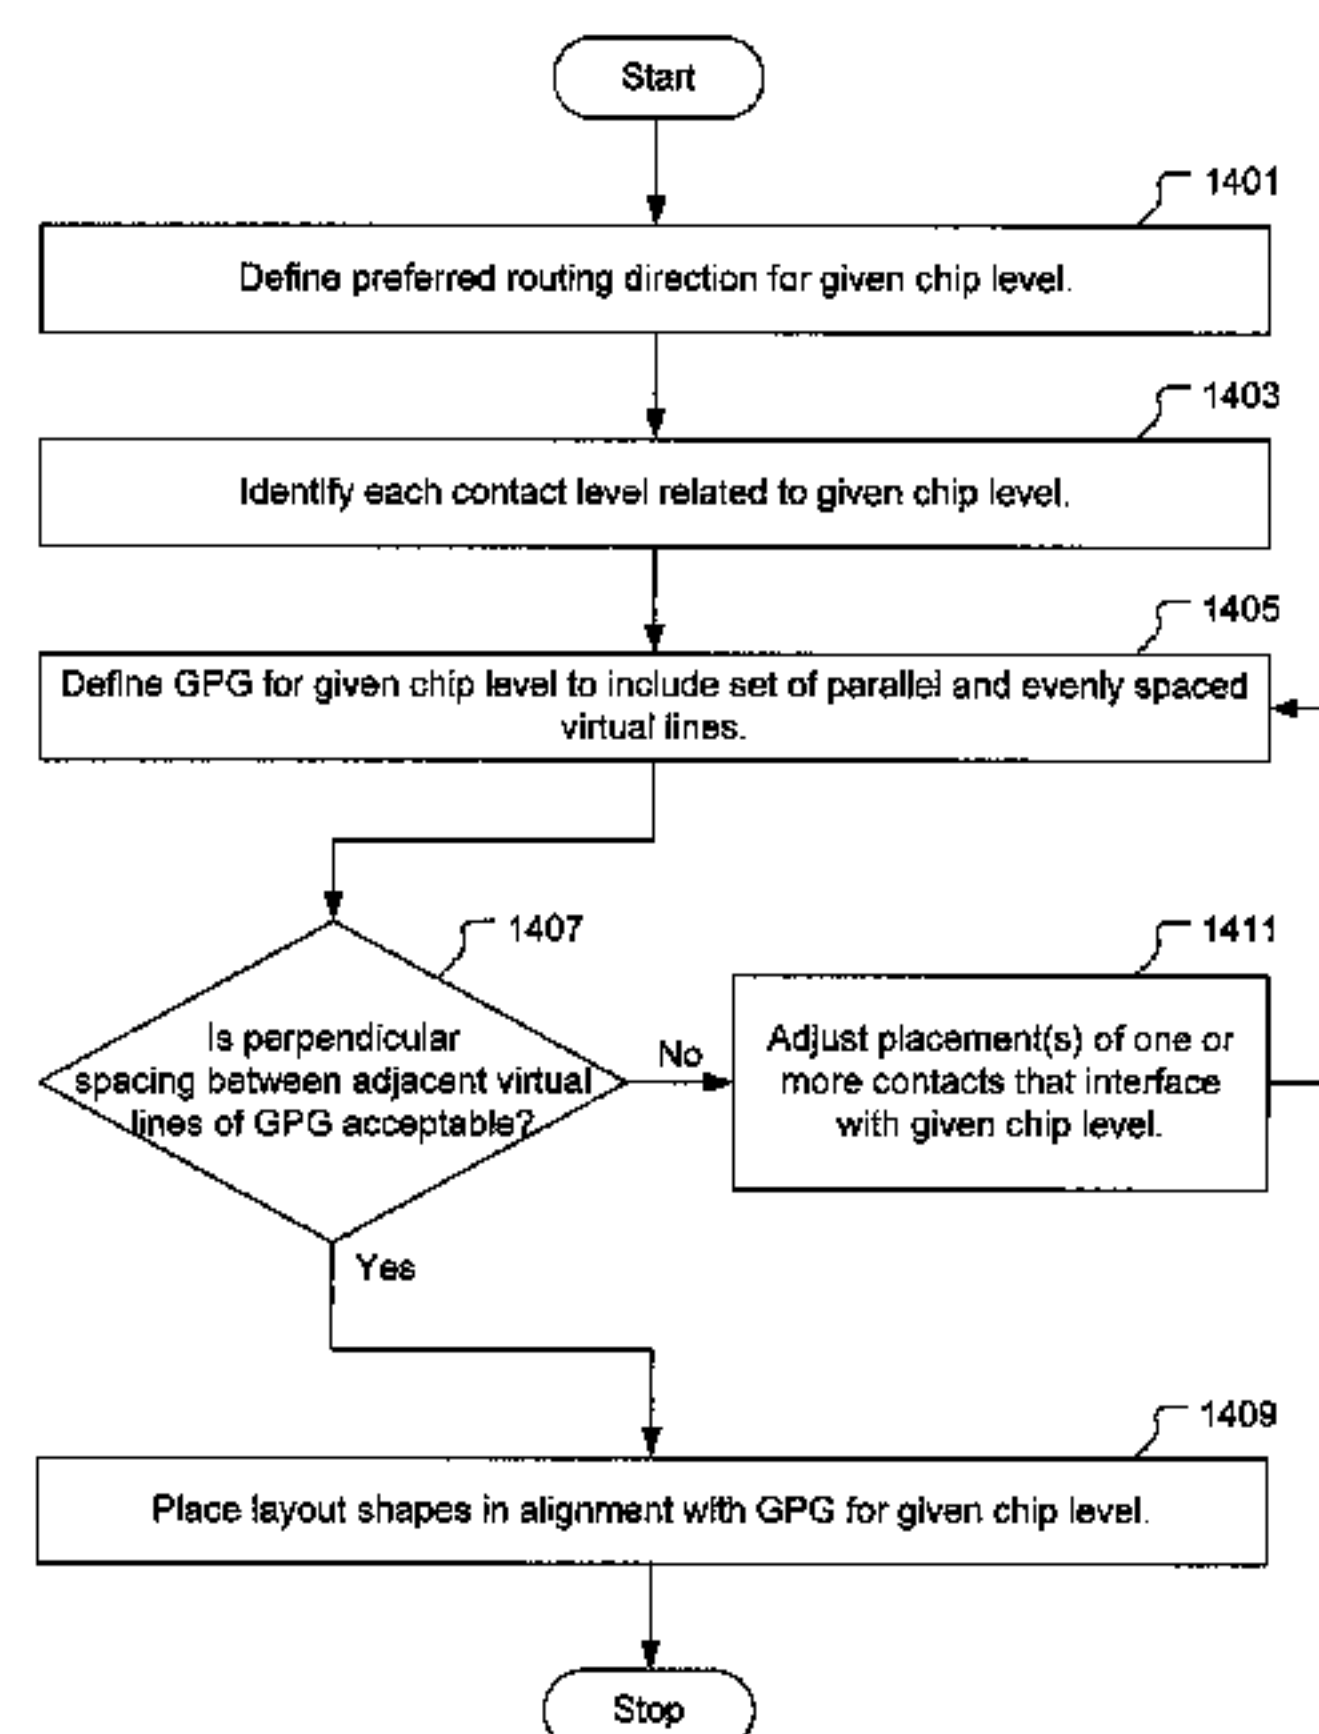 Start
1401
Define preferred routing direction for given chip level.
1403
Identify each contact level related to given chip level.
1405
Define GPG for given chip level to include set of parallel and evenly spaced
virtual lines.
1407
Is perpendicular
spacing between adjacent virtual
lines of GPG acceptable?
No
1411
Adjust placement(s) of one or
more contacts that interface
with given chip level.
Yes
1409
Place layout shapes in alignment with GPG for given chip level.
Stop